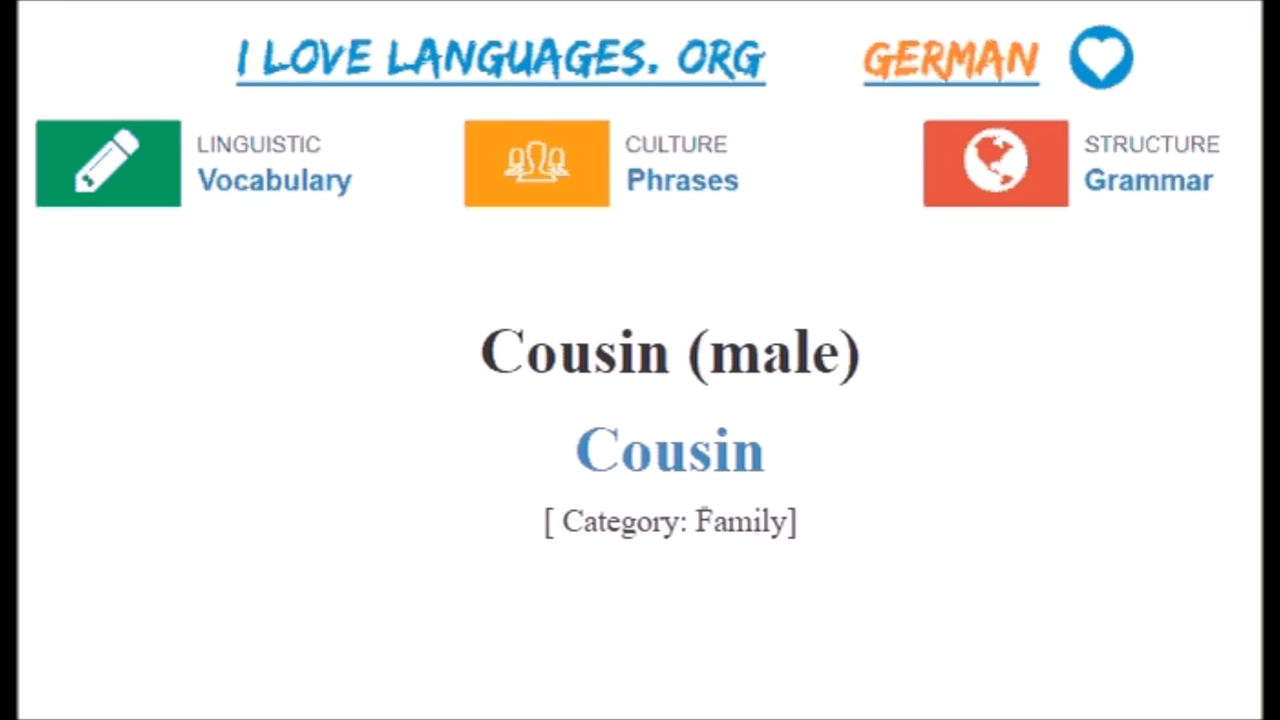 I LOVE LANGUAGES. ORG GERMAN
LINGUISTIC CULTURE STRUCTURE
Vocabulary Phrases Grammar
Cousin (male)
Cousin
[ Category: Family]